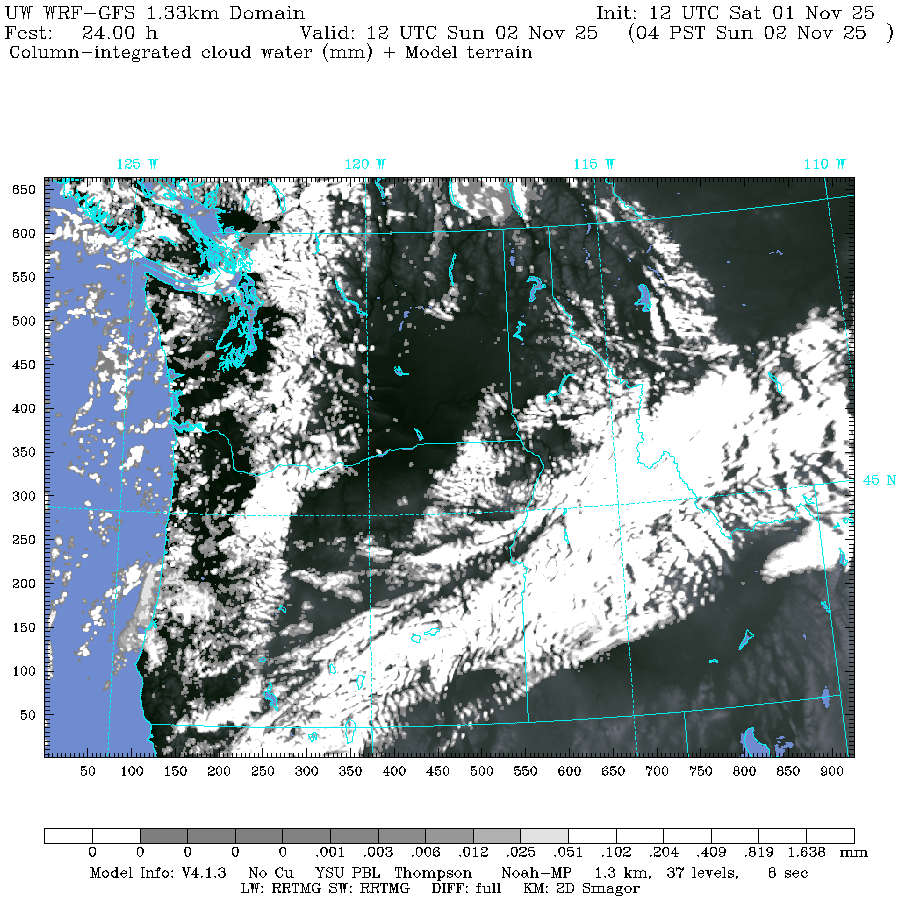 UW WRF-GFS 1.33km Domain Init: 12 UTC Sat 01 Nov 25
Fcst: 24.00 h Valid: 12 UTC Sun 02 Nov 25 (04 PST Sun 02 Nov 25 )
Column-integrated cloud water (mm) + Model terrain
125 W 120 W 115 W 110 W
650
600
550
500
450
400
350
45 N
300
250
200
150
100
50
50 100 150 200 250 300 350 400 450 500 550 600 650 700 750 800 850 900
0 0 0 0 0 .001 .003 .006 .012 .025 .051 .102 .204 .409 .819 1.638 mm
Model Info: V4.1.3 No Cu YSU PBL Thompson Noah-MP 1.3 km, 37 levels, 8 sec
LW: RRTMG SW: RRTMG DIFF: full KM: 2D Smagor